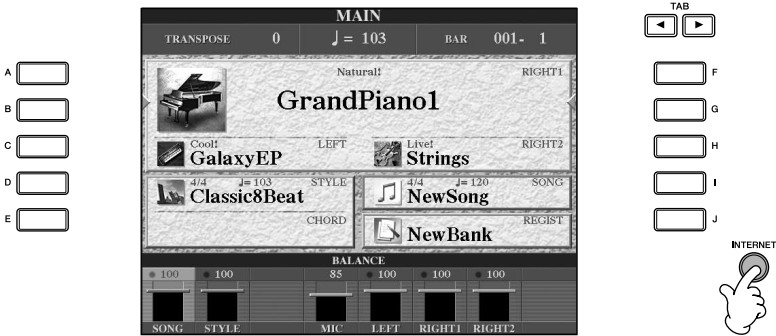 MAIN
TRANSPOSE 0 ♩= 103 BAR 001- 1
Natural! RIGHT1
GrandPiano1
Cool! LEFT
GalaxyEP
Live! RIGHT2
Strings
4/4 ♩=103 STYLE
Classic8Beat
CHORD
4/4 ♩=120 SONG
NewSong
REGIST
NewBank
BALANCE
100 100 85 100 100 100
SONG STYLE MIC LEFT RIGHT1 RIGHT2
A
B
C
D
E
TAB
F
G
H
I
J
INTERNET